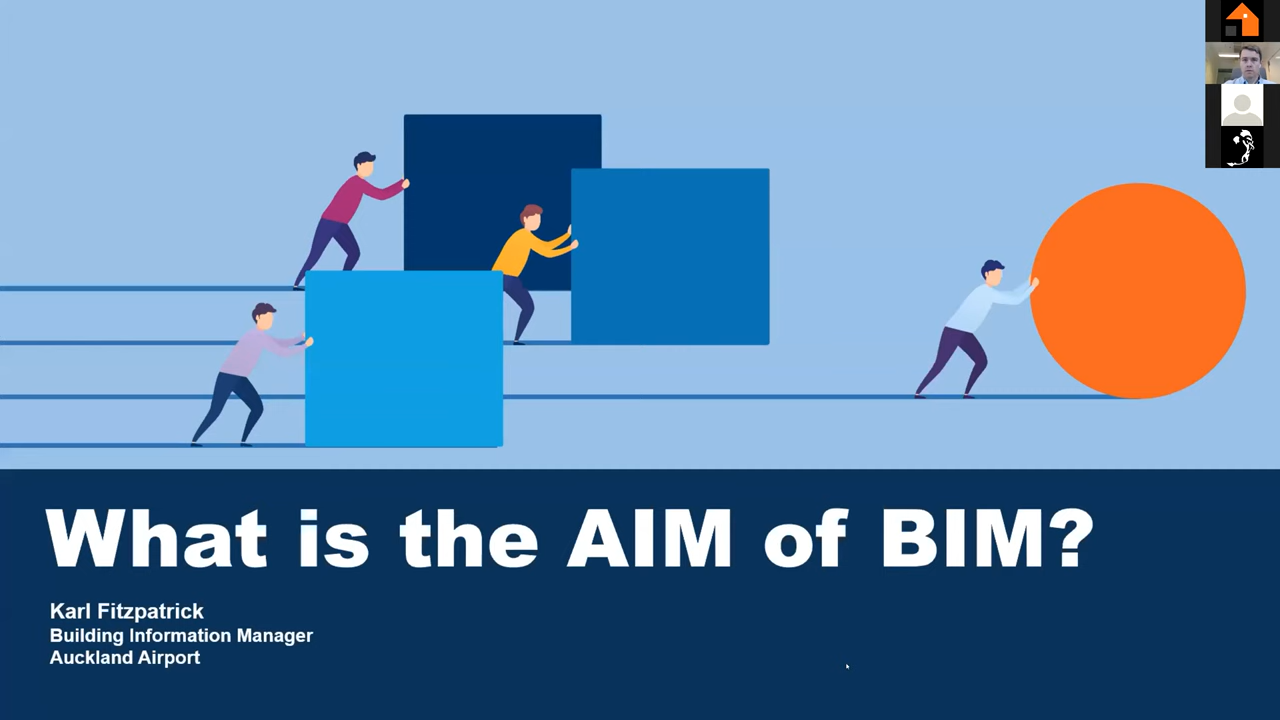 What is the AIM of BIM?
Karl Fitzpatrick
Building Information Manager
Auckland Airport